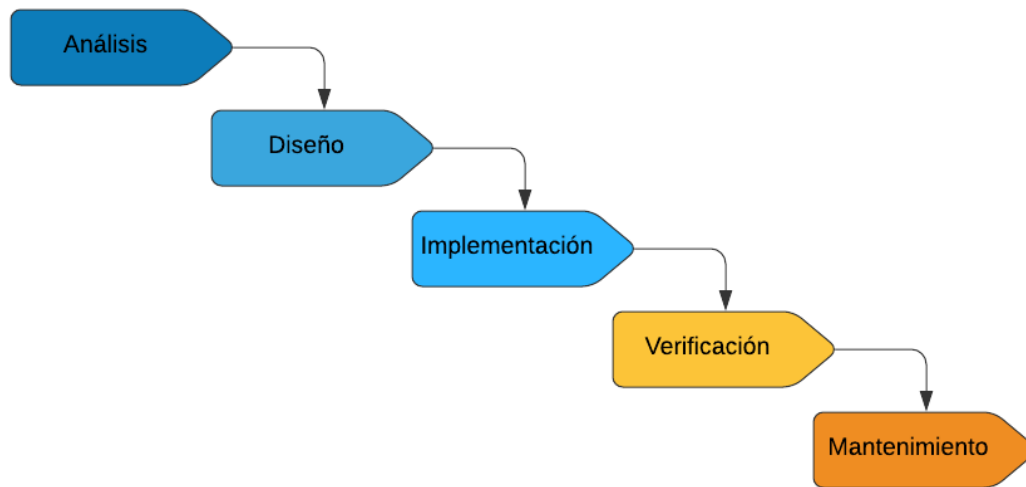 Análisis
Diseño
Implementación
Verificación
Mantenimiento